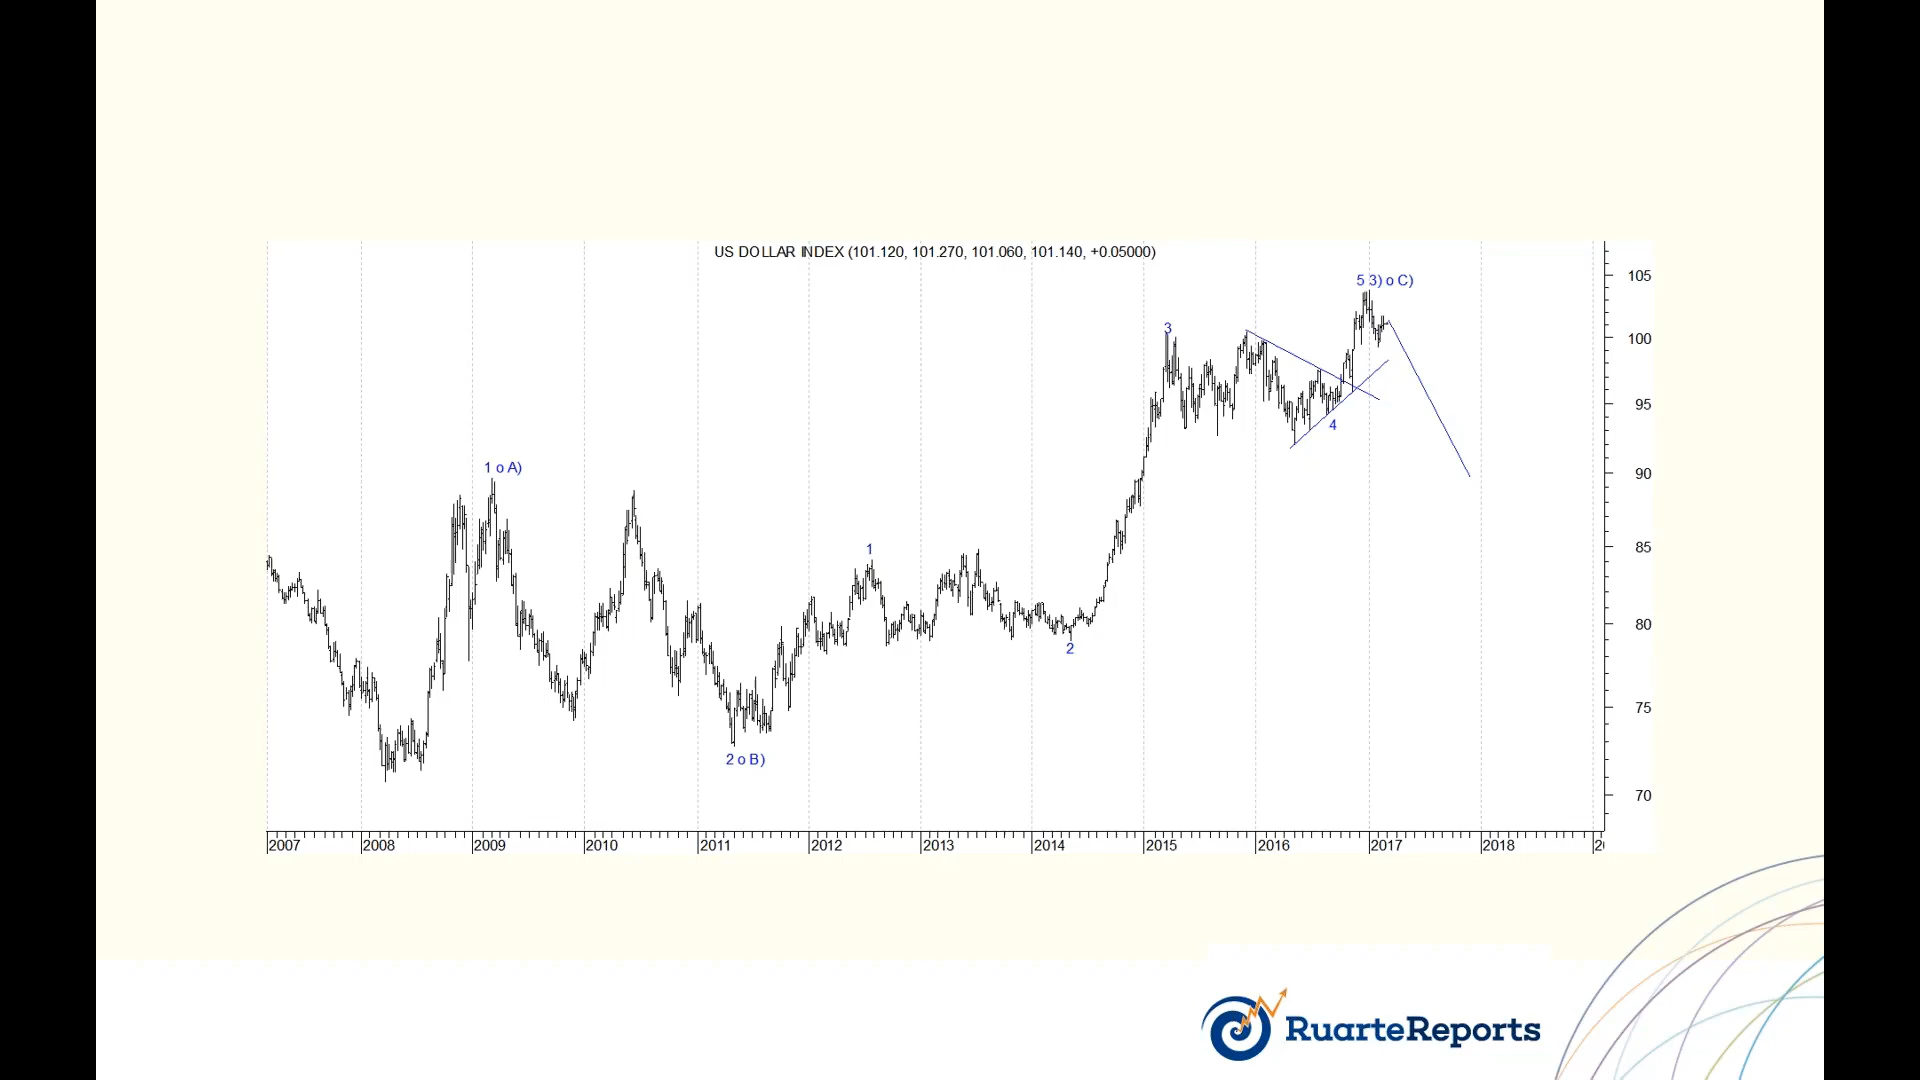 US DOLLAR INDEX (101.120, 101.270, 101.060, 101.140, +0.05000)
5 3) o C)
105
3
100
95
4
1 o A)
90
1
85
80
2
75
2 o B)
70
2007 2008 2009 2010 2011 2012 2013 2014 2015 2016 2017 2018
RuarteReports